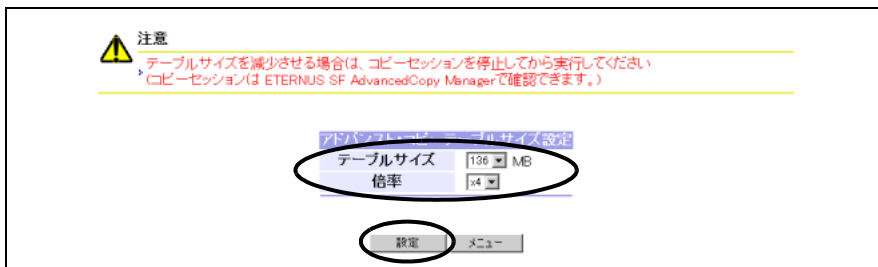 注意
テーブルサイズを減少させる場合は、コピーセッションを停止してから実行してください
(コピーセッションは ETERNUS SF AdvancedCopy Managerで確認できます。)
アドバンスト・コピー テーブルサイズ設定
テーブルサイズ 136 MB
倍率 x4
設定 メニュー